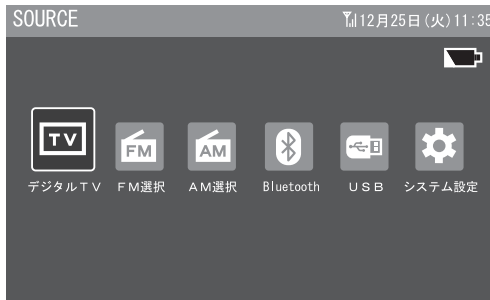 SOURCE
12月25日(火)11:35
TV
FM
AM
デジタルTV
FM選択
AM選択
Bluetooth
USB
システム設定